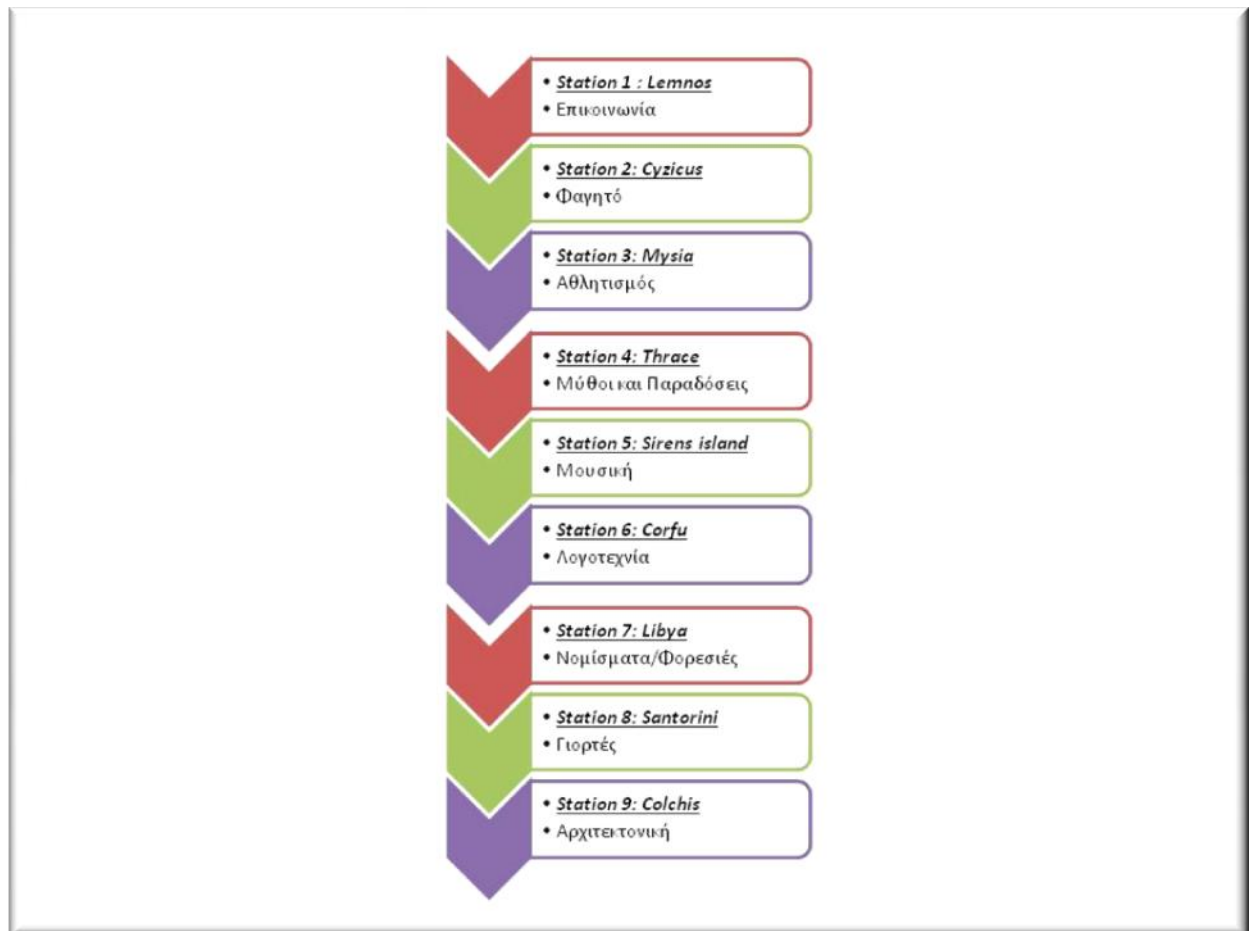 • Station 1 : Lemnos
• Επικοινωνία
• Station 2: Cyzicus
• Φαγητό
• Station 3: Mysia
• Αθλητισμός
• Station 4: Thrace
• Μύθοι και Παραδόσεις
• Station 5: Sirens island
• Μουσική
• Station 6: Corfu
• Λογοτεχνία
• Station 7: Libya
• Νομίσματα/Φορεσιές
• Station 8: Santorini
• Γιορτές
• Station 9: Colchis
• Αρχιτεκτονική